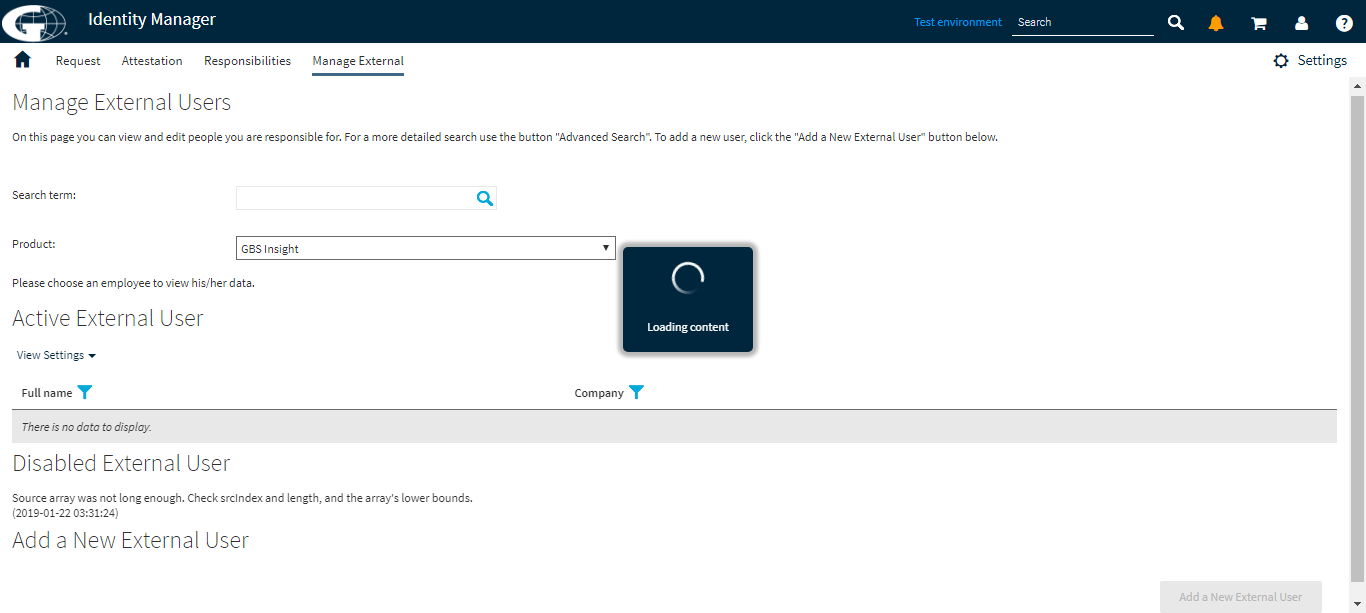 Identity Manager
Test environment
Search
Request
Attestation
Responsibilities
Manage External
Settings
Manage External Users
On this page you can view and edit people you are responsible for. For a more detailed search use the button "Advanced Search". To add a new user, click the "Add a New External User" button below.
Search term:
Product:
GBS Insight
Please choose an employee to view his/her data.
Loading content
Active External User
View Settings
Full name
Company
There is no data to display.
Disabled External User
Source array was not long enough. Check srcIndex and length, and the array's lower bounds.
(2019-01-22 03:31:24)
Add a New External User
Add a New External User